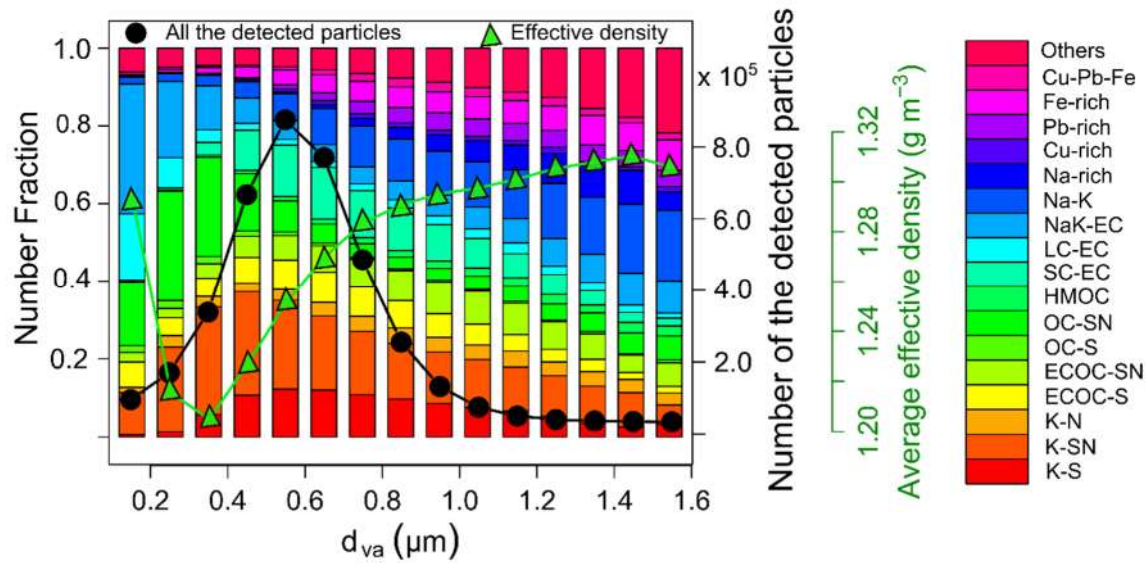 All the detected particles
Effective density
Number Fraction
1.0
0.8
0.6
0.4
0.2
0.2
0.4
0.6
0.8
1.0
1.2
1.4
1.6
d va (μm)
x 10⁵
8.0
6.0
4.0
2.0
Number of the detected particles
1.32
1.28
1.24
1.20
Average effective density (g m⁻³)
Others
Cu-Pb-Fe
Fe-rich
Pb-rich
Cu-rich
Na-rich
Na-K
NaK-EC
LC-EC
SC-EC
HMOC
OC-SN
OC-S
ECOC-SN
ECOC-S
K-N
K-SN
K-S